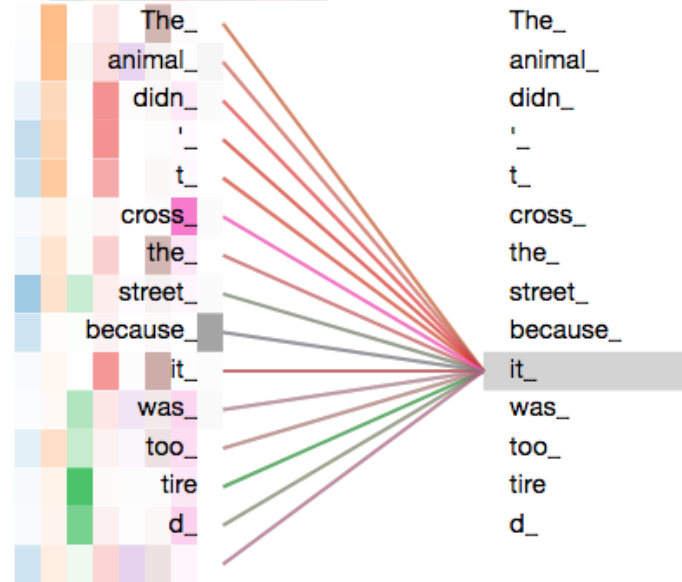 The_ The_
animal_ animal_
didn_ didn_
'_ '_
t_ t_
cross_ cross_
the_ the_
street_ street_
because_ because_
it_ it_
was_ was_
too_ too_
tire tire
d_ d_